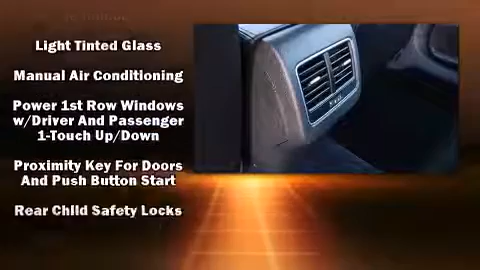 Light Tinted Glass
Manual Air Conditioning
Power 1st Row Windows
w/Driver And Passenger
1-Touch Up/Down
Proximity Key For Doors
And Push Button Start
Rear Child Safety Locks